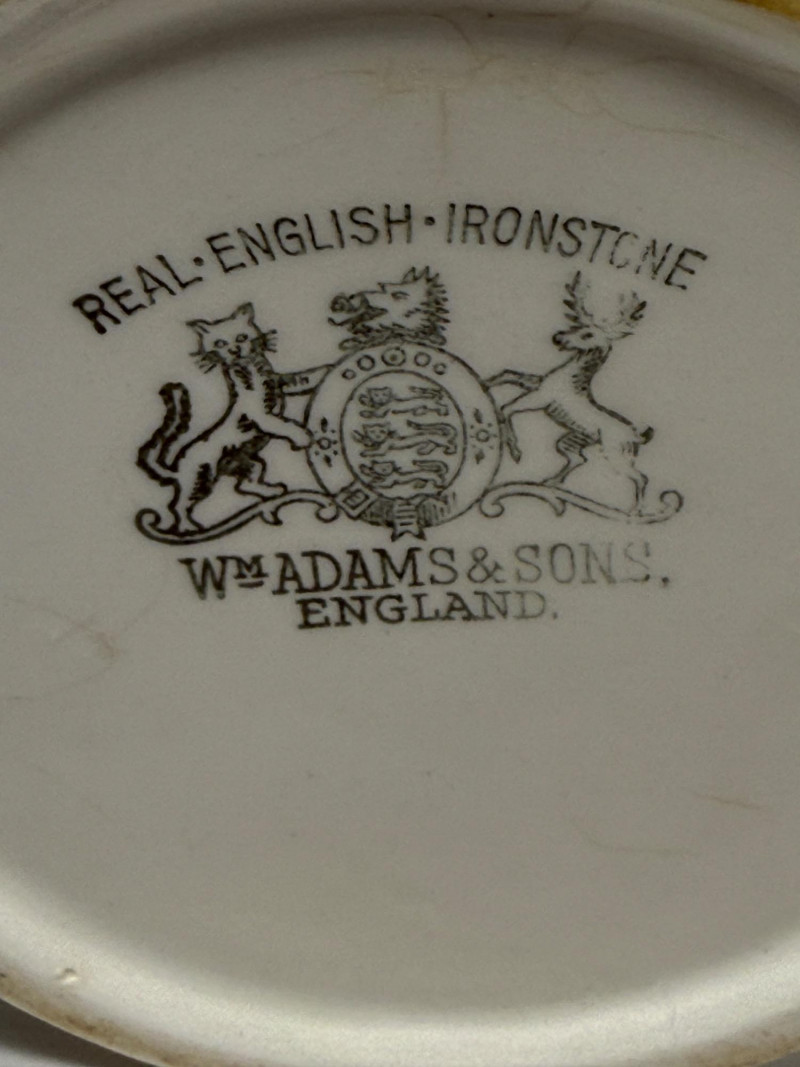 REAL·ENGLISH·IRONSTONE
WM ADAMS & SONS.
ENGLAND.